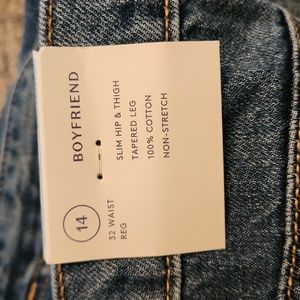 BOYFRIEND
SLIM HIP & THIGH
TAPERED LEG
100% COTTON
NON-STRETCH
14
32 WAIST
REG